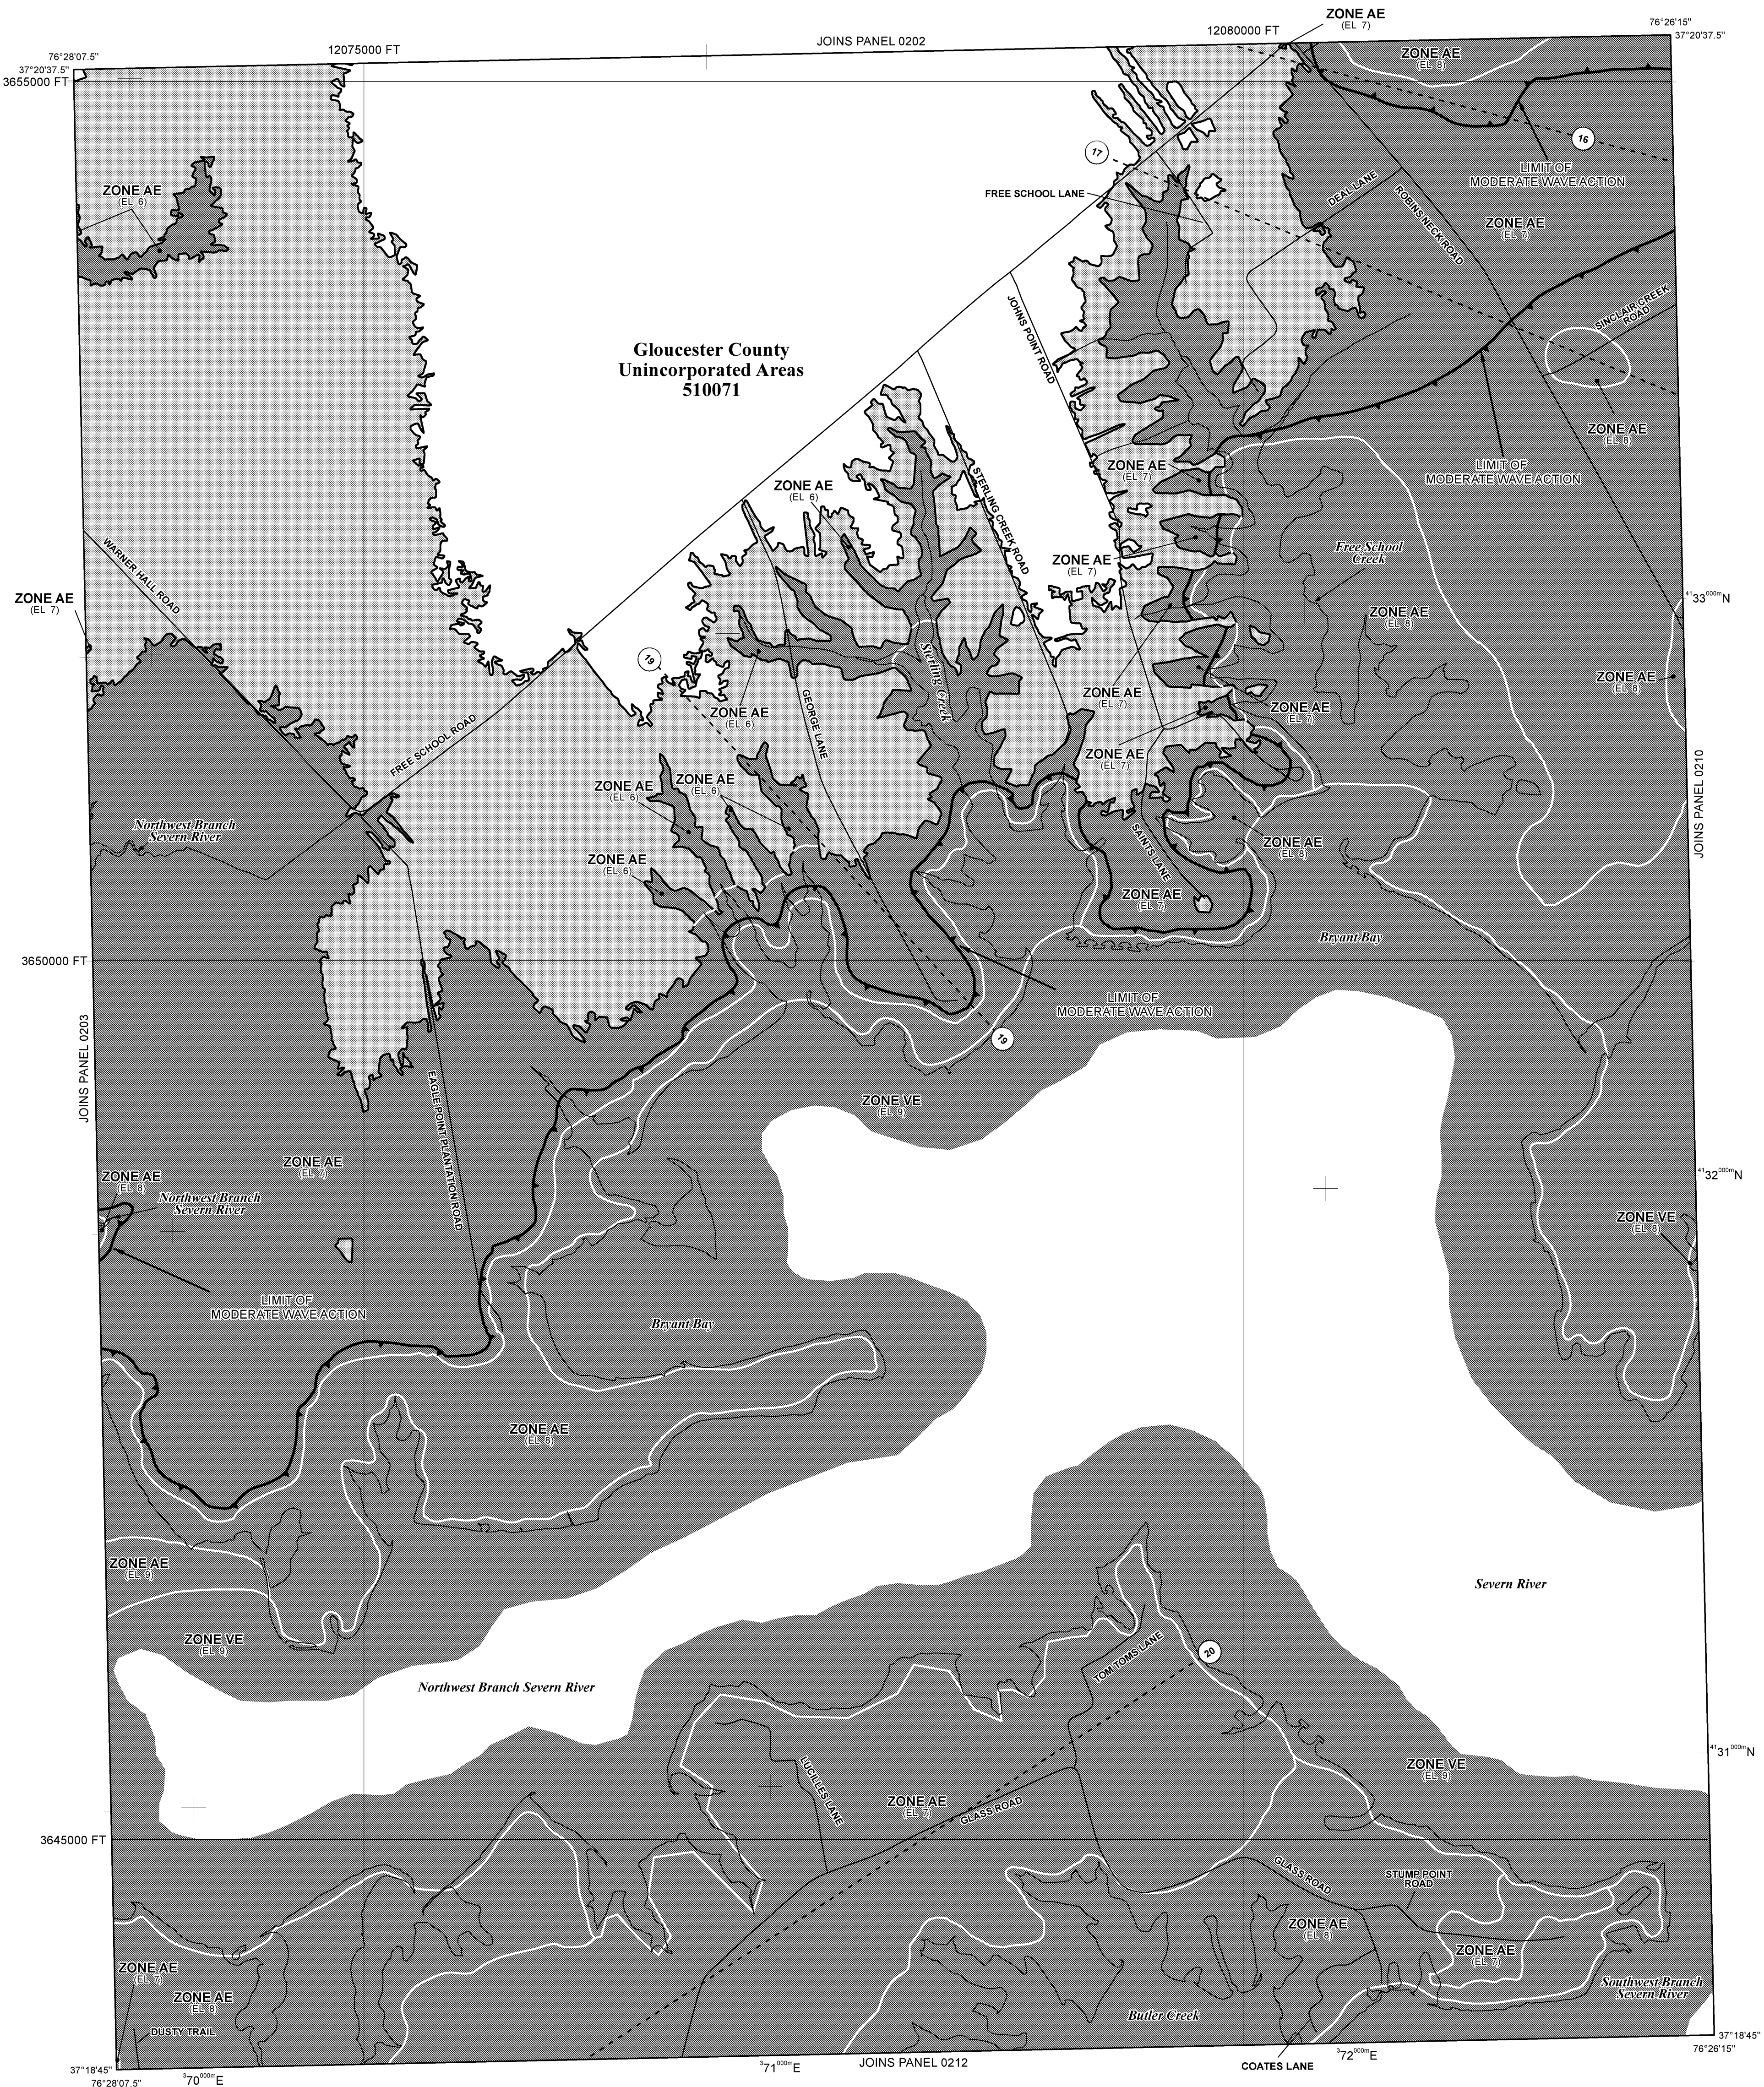 ZONE AE
(EL 7)
76°28'07.5"
37°20'37.5"
12075000 FT
JOINS PANEL 0202
12080000 FT
76°26'15"
37°20'37.5"
3655000 FT
ZONE AE
(EL 8)
16
17
LIMIT OF
MODERATE WAVE ACTION
ZONE AE
(EL 6)
FREE SCHOOL LANE
DEAL LANE
ROBINS NECK ROAD
ZONE AE
(EL 7)
SINCLAIR CREEK
ROAD
JOHNS POINT ROAD
Gloucester County
Unincorporated Areas
510071
ZONE AE
(EL 8)
ZONE AE
(EL 7)
LIMIT OF
MODERATE WAVE ACTION
ZONE AE
(EL 6)
STERLING CREEK ROAD
WARNER HALL ROAD
Free School
Creek
ZONE AE
(EL 7)
ZONE AE
(EL 7)
4133000mN
ZONE AE
(EL 8)
19
Sterling Creek
ZONE AE
(EL 8)
ZONE AE
(EL 7)
ZONE AE
(EL 6)
GEORGE LANE
ZONE AE
(EL 7)
FREE SCHOOL ROAD
ZONE AE
(EL 7)
ZONE AE
(EL 6)
ZONE AE
(EL 6)
JOINS PANEL 0210
Northwest Branch
Severn River
SAINTS LANE
ZONE AE
(EL 8)
ZONE AE
(EL 6)
ZONE AE
(EL 7)
Bryant Bay
3650000 FT
LIMIT OF
MODERATE WAVE ACTION
19
JOINS PANEL 0203
EAGLE POINT PLANTATION ROAD
ZONE VE
(EL 9)
ZONE AE
(EL 7)
ZONE AE
(EL 8)
Northwest Branch
Severn River
4132000mN
ZONE VE
(EL 8)
LIMIT OF
MODERATE WAVE ACTION
Bryant Bay
ZONE AE
(EL 8)
ZONE AE
(EL 9)
Severn River
ZONE VE
(EL 9)
20
TOM TOMS LANE
Northwest Branch Severn River
4131000mN
ZONE VE
(EL 9)
LUCILLES LANE
ZONE AE
(EL 7)
GLASS ROAD
3645000 FT
GLASS ROAD
STUMP POINT
ROAD
ZONE AE
(EL 8)
ZONE AE
(EL 7)
ZONE AE
(EL 7)
Southwest Branch
Severn River
ZONE AE
(EL 8)
Butler Creek
DUSTY TRAIL
37°18'45"
76°28'07.5"
370000mE
371000mE
JOINS PANEL 0212
COATES LANE
372000mE
37°18'45"
76°26'15"